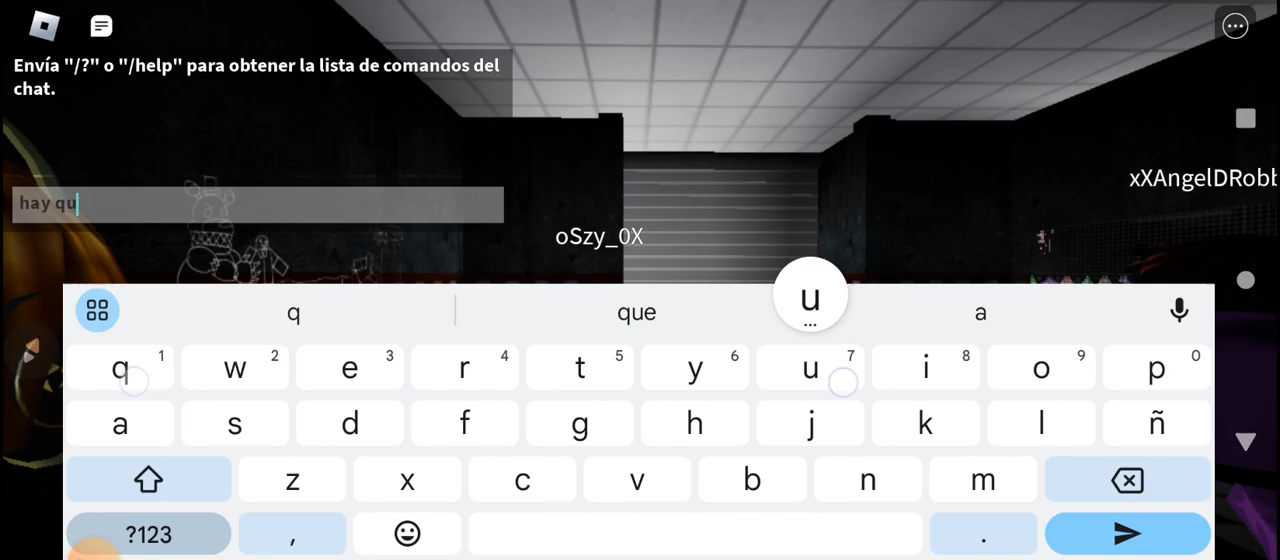 Envía "/?" o "/help" para obtener la lista de comandos del
chat.
hay qu
oSzy_0X
xXAngelDRobb
u
q que a
q 1 w 2 e 3 r 4 t 5 y 6 u 7 i 8 o 9 p 0
a s d f g h j k l ñ
z x c v b n m
?123 , .